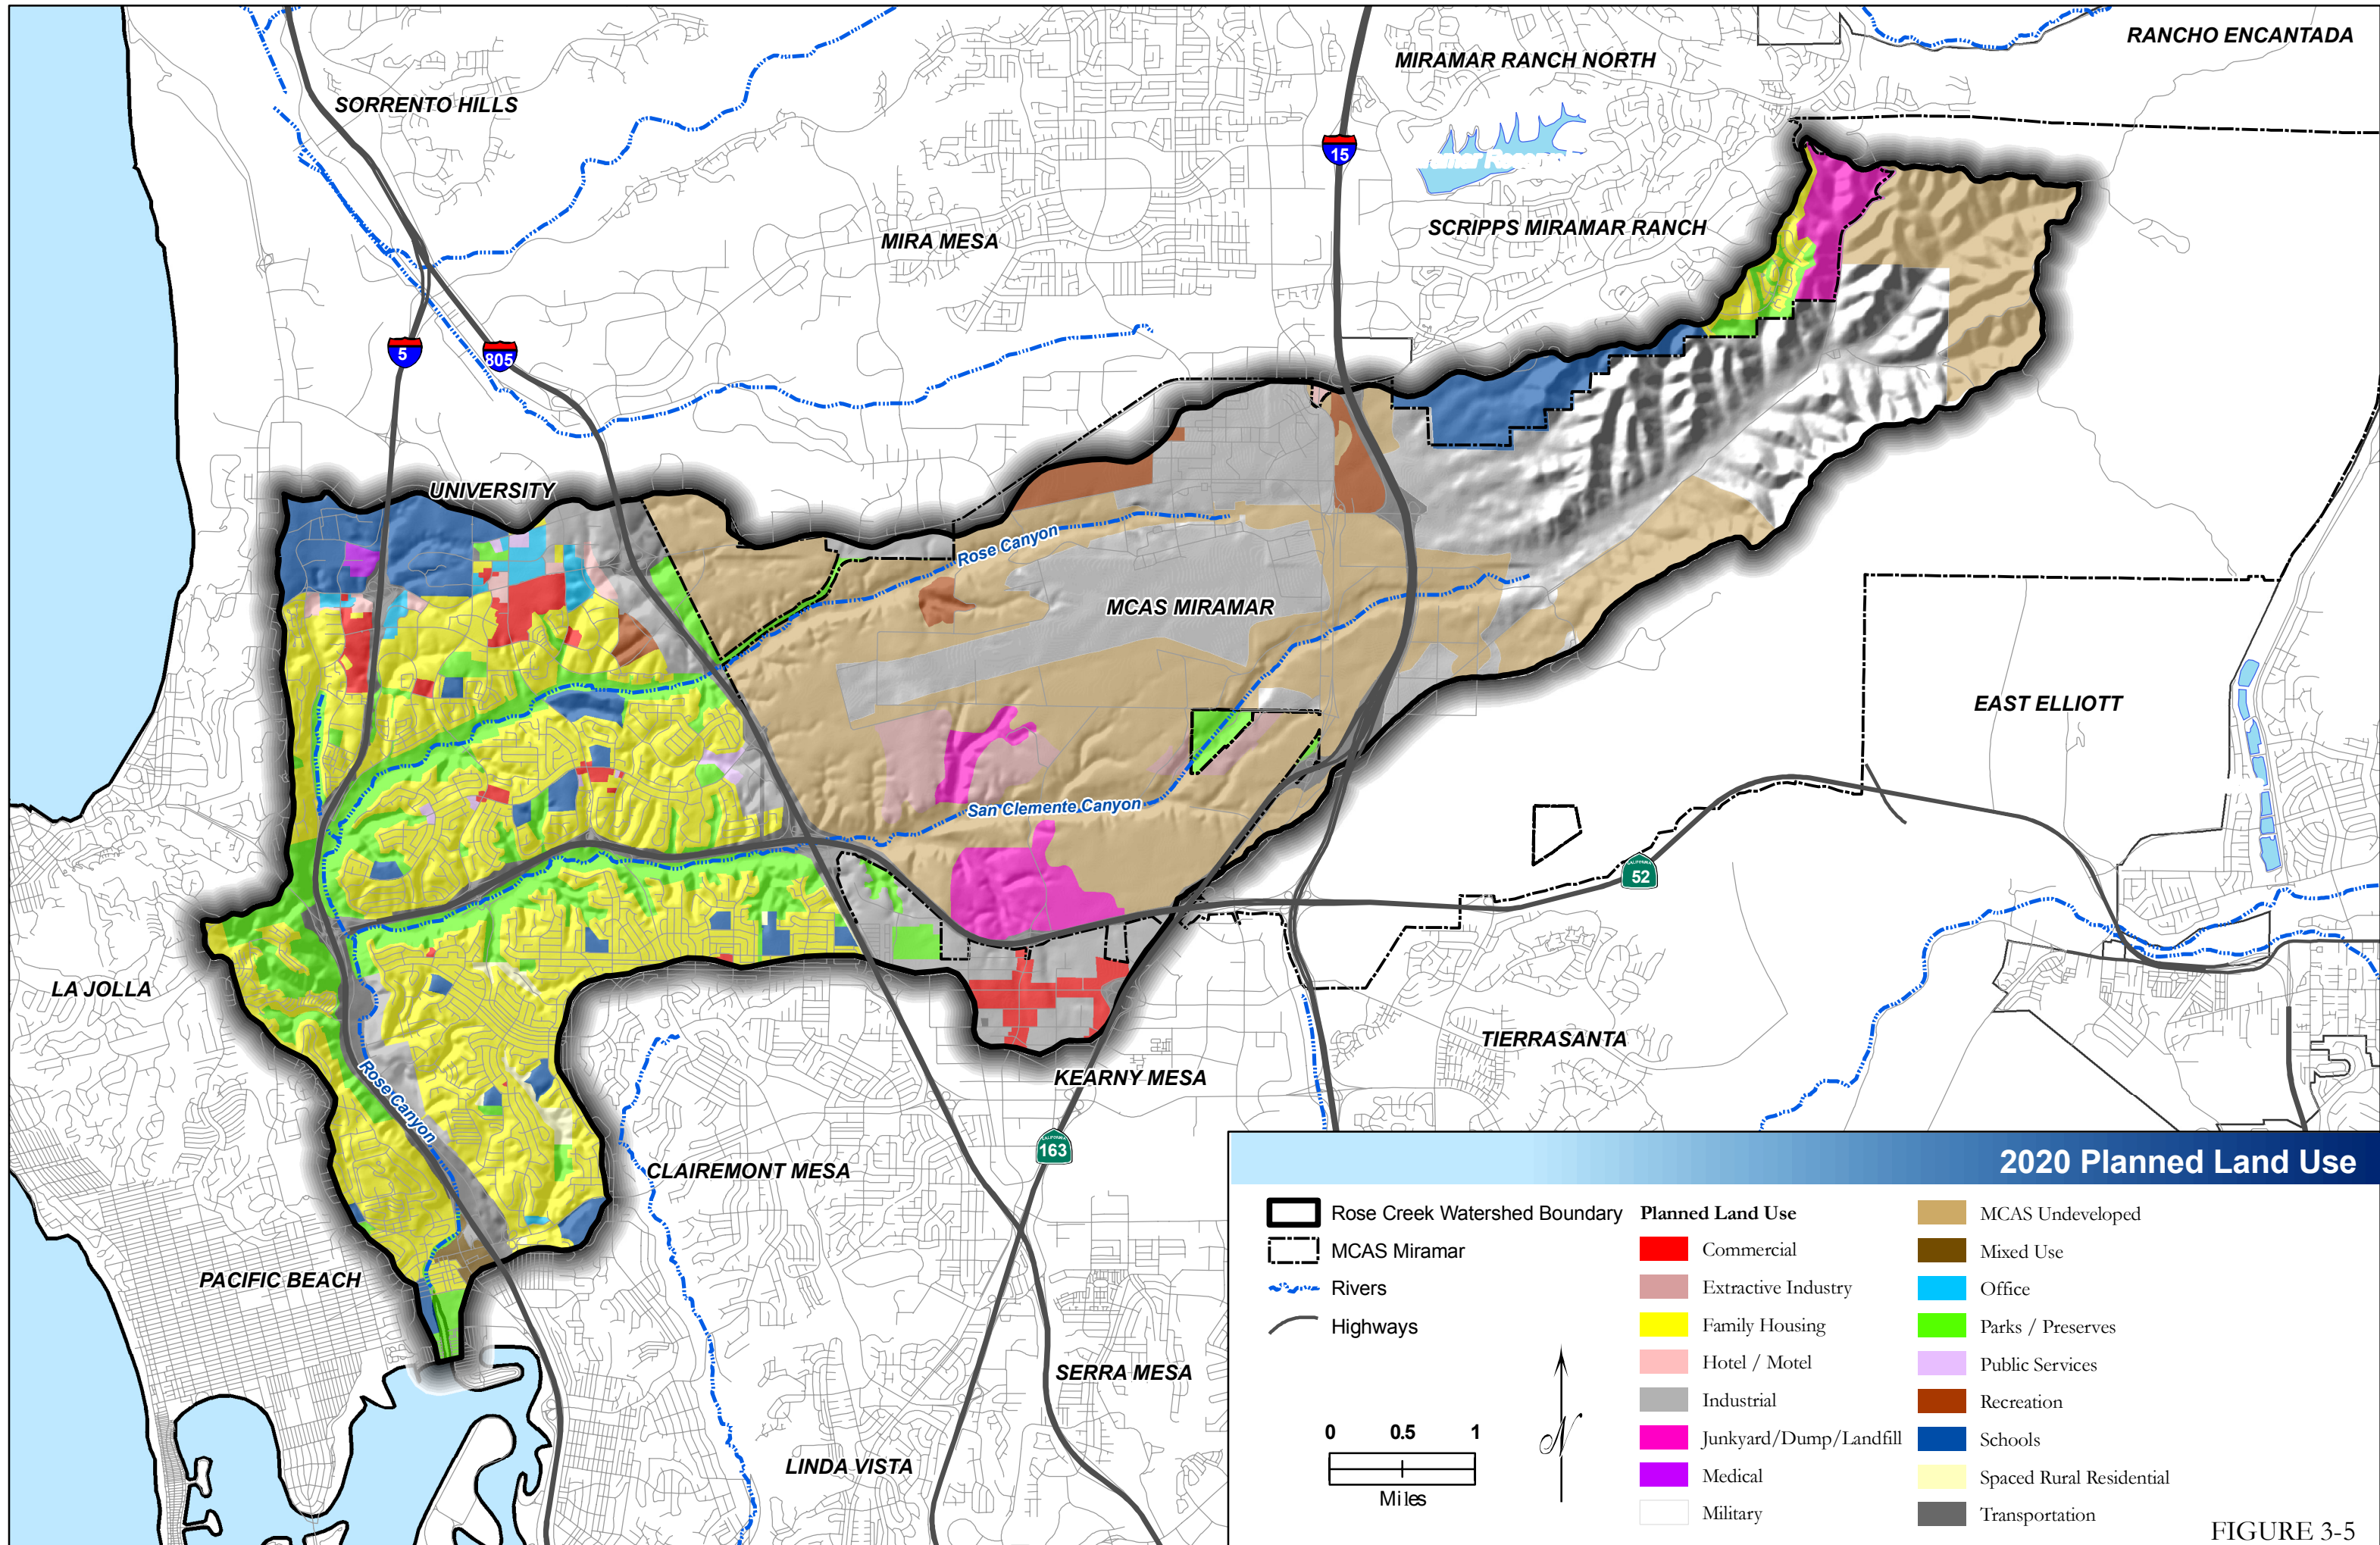 RANCHO ENCANTADA
MIRAMAR RANCH NORTH
SORRENTO HILLS
15
SCRIPPS MIRAMAR RANCH
MIRA MESA
5
805
UNIVERSITY
Rose Canyon
MCAS MIRAMAR
EAST ELLIOTT
San Clemente Canyon
52
LA JOLLA
TIERRASANTA
KEARNY MESA
Rose Canyon
163
CLAIREMONT MESA
PACIFIC BEACH
SERRA MESA
LINDA VISTA
2020 Planned Land Use
Rose Creek Watershed Boundary
MCAS Miramar
Rivers
Highways
0 0.5 1
Miles
N
Planned Land Use
Commercial
Extractive Industry
Family Housing
Hotel / Motel
Industrial
Junkyard/Dump/Landfill
Medical
Military
MCAS Undeveloped
Mixed Use
Office
Parks / Preserves
Public Services
Recreation
Schools
Spaced Rural Residential
Transportation
FIGURE 3-5